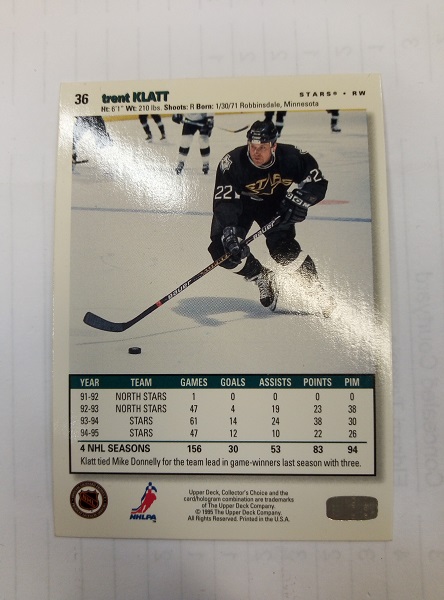 36 trent KLATT STARS® • RW
Ht: 6'1" Wt: 210 lbs. Shoots: R Born: 1/30/71 Robbinsdale, Minnesota
STARS
22 22
BAUER BAUER
YEAR TEAM GAMES GOALS ASSISTS POINTS PIM
91-92 NORTH STARS 1 0 0 0 0
92-93 NORTH STARS 47 4 19 23 38
93-94 STARS 61 14 24 38 30
94-95 STARS 47 12 10 22 26
4 NHL SEASONS 156 30 53 83 94
Klatt tied Mike Donnelly for the team lead in game-winners last season with three.
NHL
NHLPA
Upper Deck, Collector's Choice and the
card/hologram combination are trademarks
of The Upper Deck Company.
© 1995 The Upper Deck Company.
All Rights Reserved. Printed in the U.S.A.